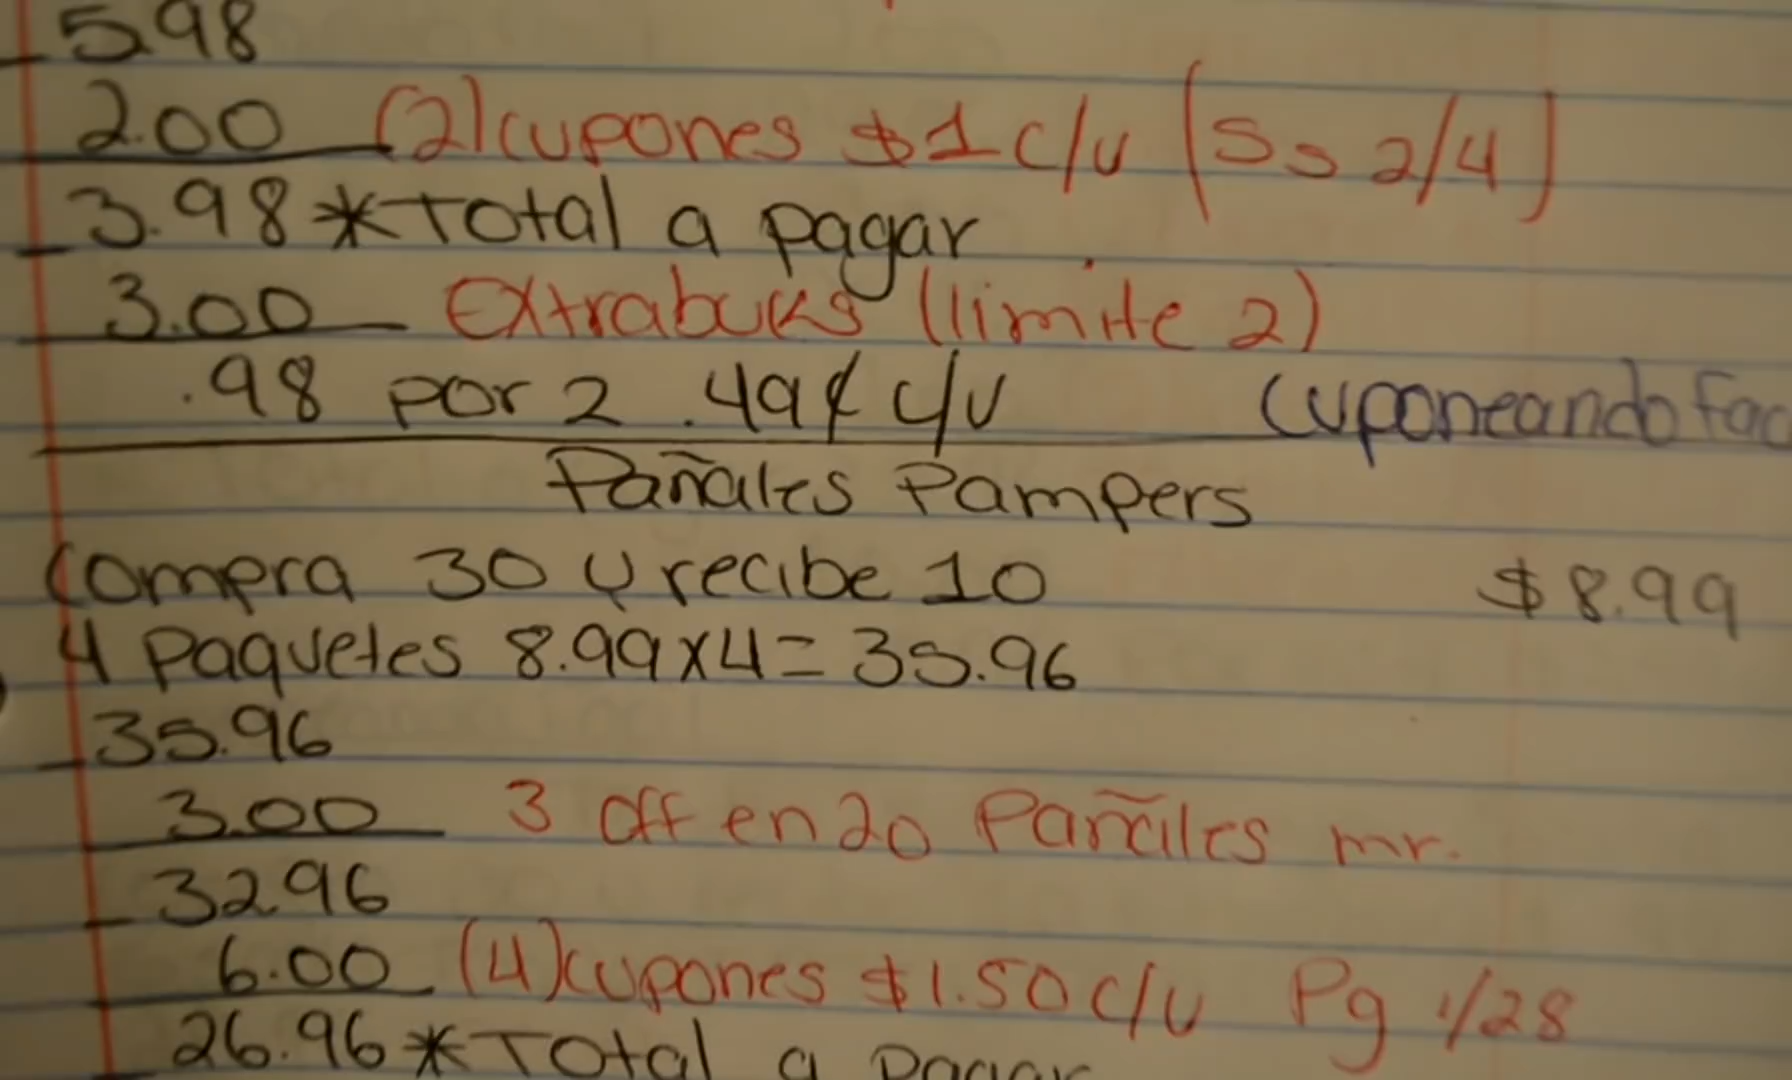 5.98
2.00 (2) cupones $1 c/u (Ss 2/4)
3.98 *Total a pagar
3.00 Extrabucks (limite 2)
.98 por 2 .49¢ c/u
Cuponeando Fac
Pañales Pampers
Compra 30 y recibe 10 $8.99
4 Paquetes 8.99x4=35.96
35.96
3.00 3 off en 20 Pañales mr.
32.96
6.00 (4) cupones $1.50 c/u Pg 1/28
26.96 *Total a pagar